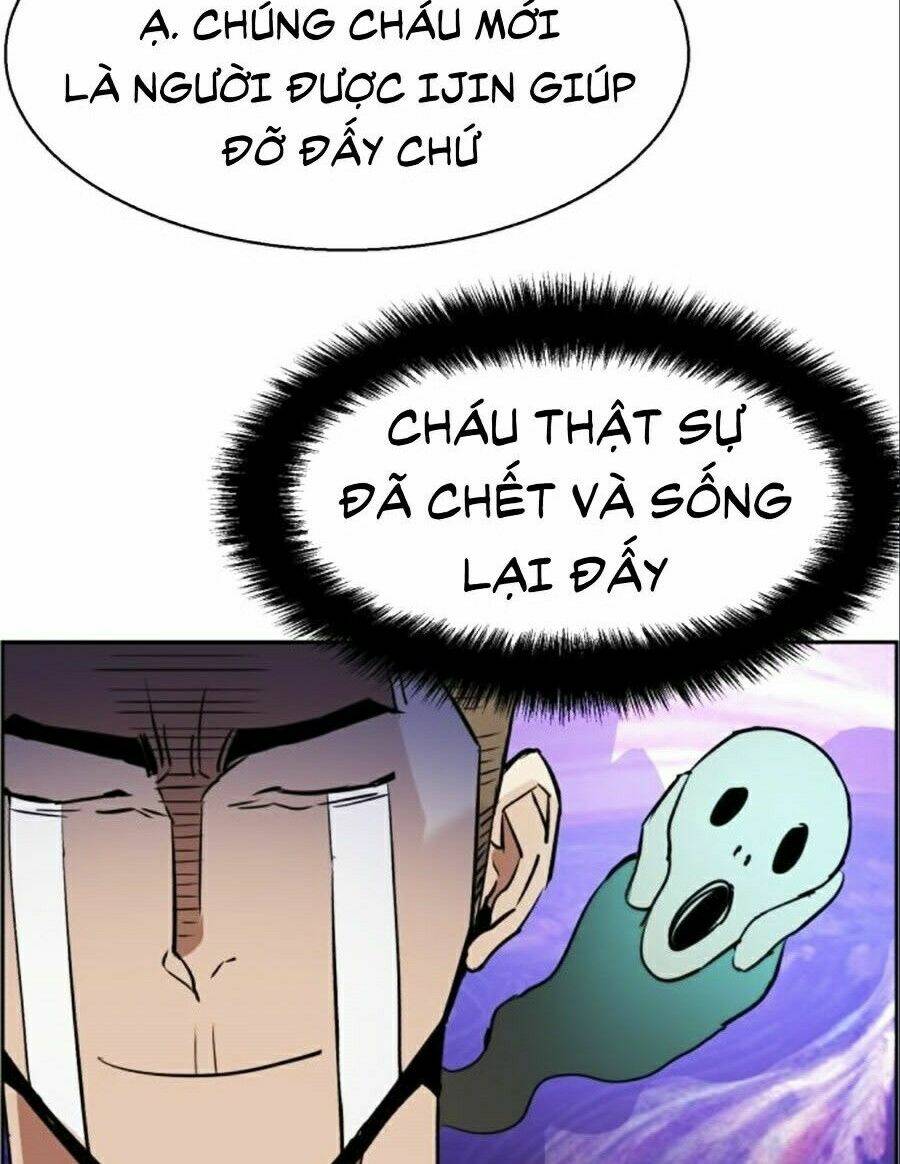 Ạ. CHÚNG CHÁU MỚI
LÀ NGƯỜI ĐƯỢC IJIN GIÚP
ĐỠ ĐẤY CHỨ
CHÁU THẬT SỰ
ĐÃ CHẾT VÀ SỐNG
LẠI ĐẤY